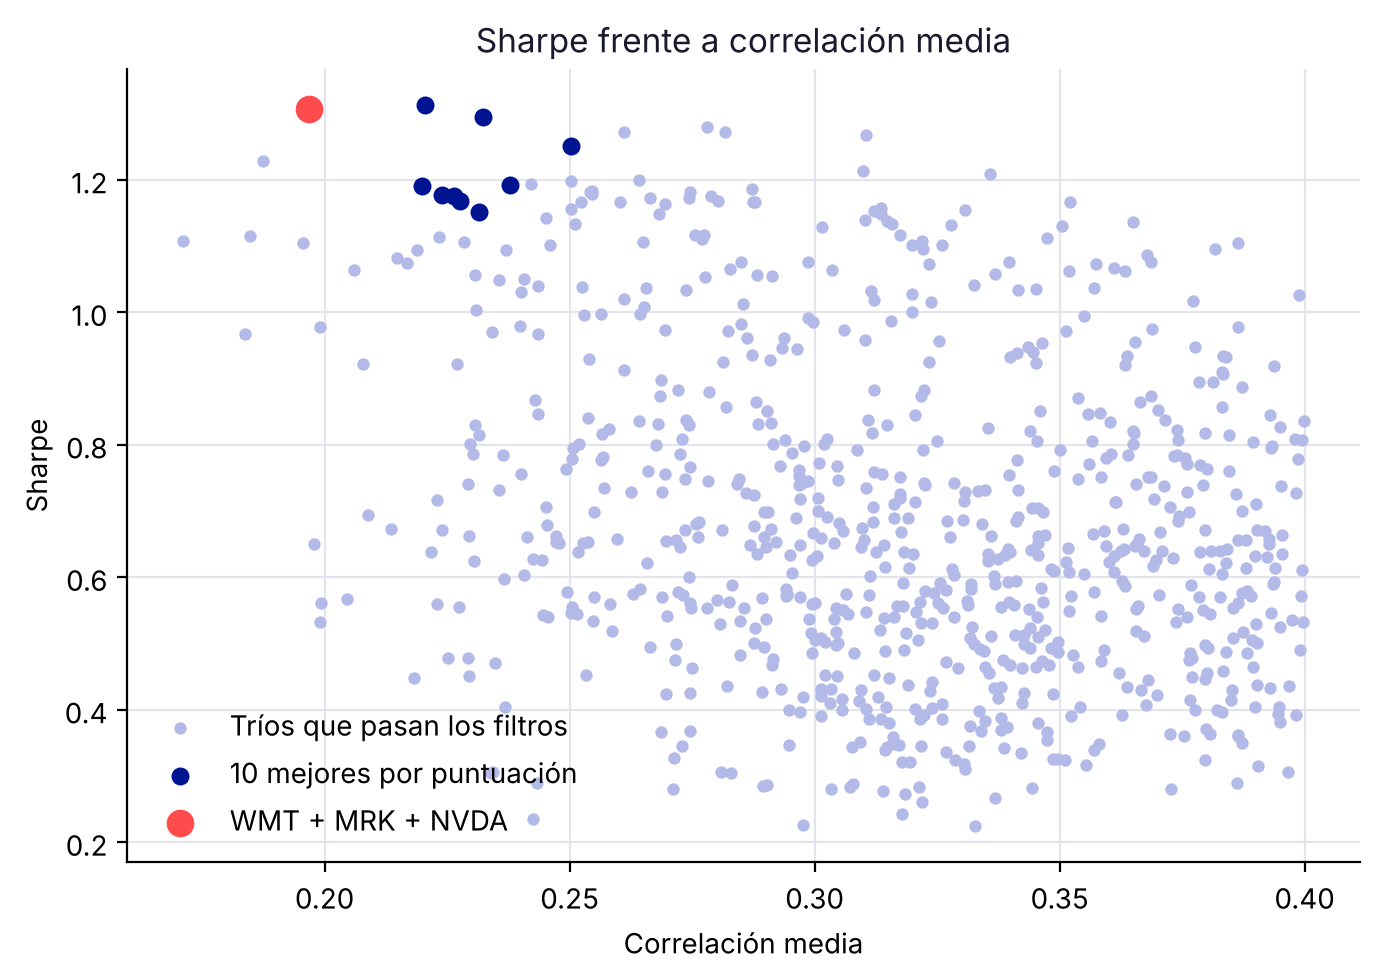 Sharpe frente a correlación media
Sharpe
1.2
1.0
0.8
0.6
0.4
0.2
Tríos que pasan los filtros
10 mejores por puntuación
WMT + MRK + NVDA
0.20 0.25 0.30 0.35 0.40
Correlación media